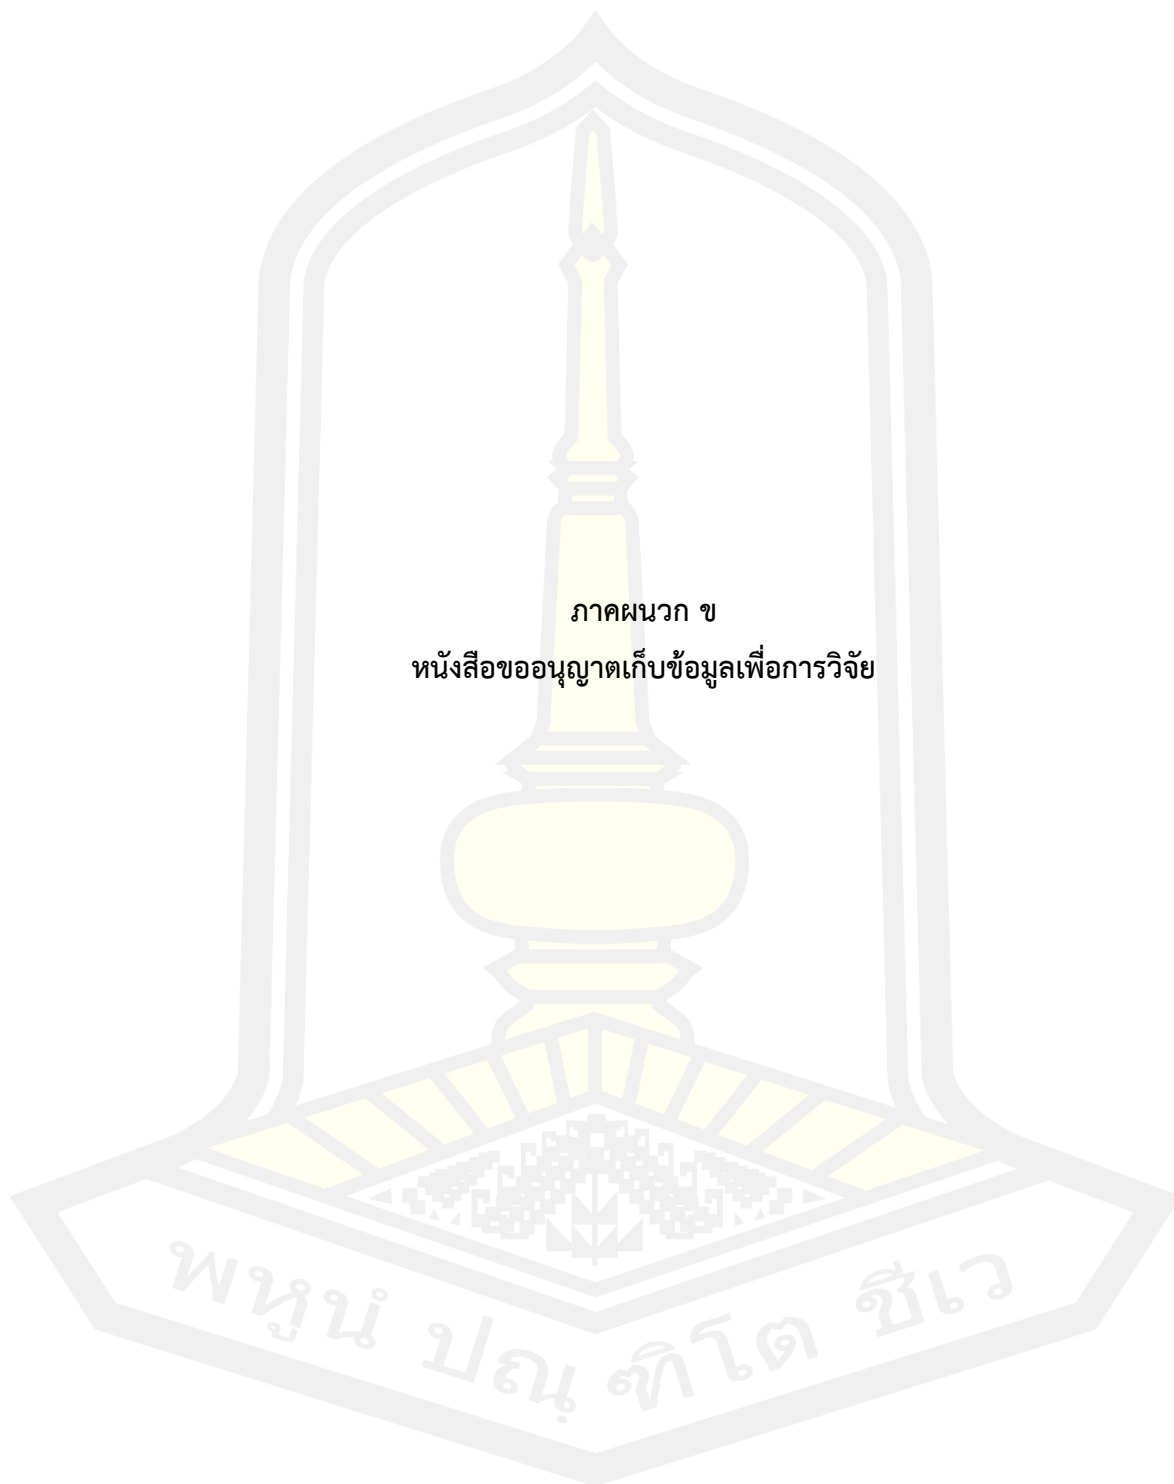 ภาคผนวก ข
หนังสือขออนุญาตเก็บข้อมูลเพื่อการวิจัย
พหูนํ ปณฺฑิโต ชีเว